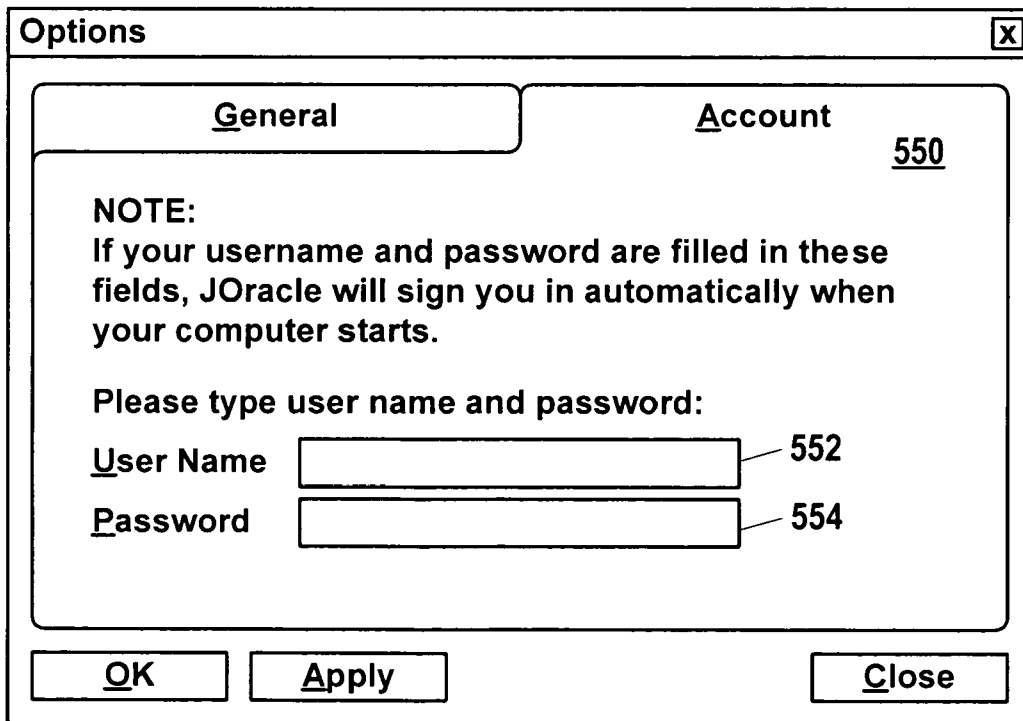 Options X
General Account
550
NOTE:
If your username and password are filled in these
fields, JOracle will sign you in automatically when
your computer starts.
Please type user name and password:
User Name 552
Password 554
OK Apply Close